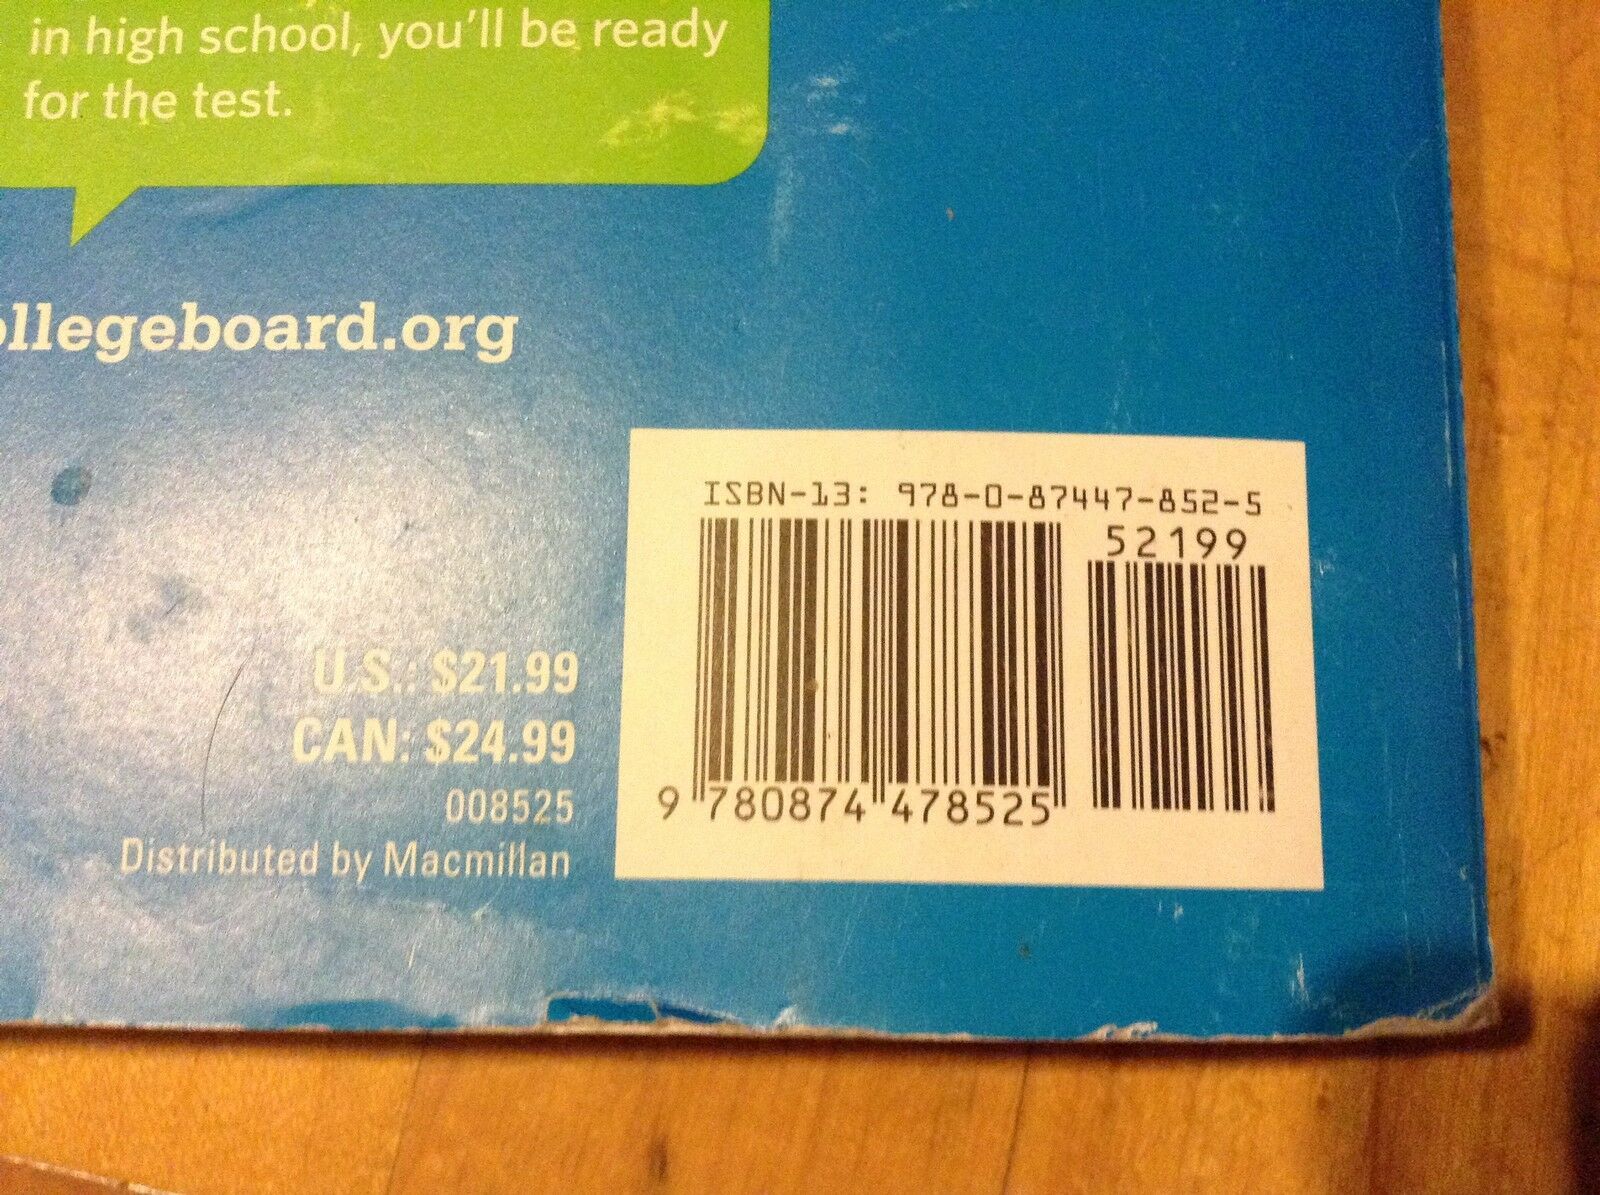 in high school, you'll be ready
for the test.
ollegeboard.org
ISBN-13: 978-0-87447-852-5
52199
U.S.: $21.99
CAN: $24.99
008525
Distributed by Macmillan
9 780874 478525